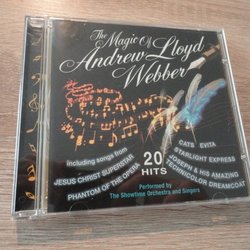 The Magic Of
Andrew Lloyd
Webber
including songs from
JESUS CHRIST SUPERSTAR
PHANTOM OF THE OPERA
20
HITS
CATS EVITA
STARLIGHT EXPRESS
JOSEPH & HIS AMAZING
TECHNICOLOR DREAMCOAT
Performed by
The Showtime Orchestra and Singers